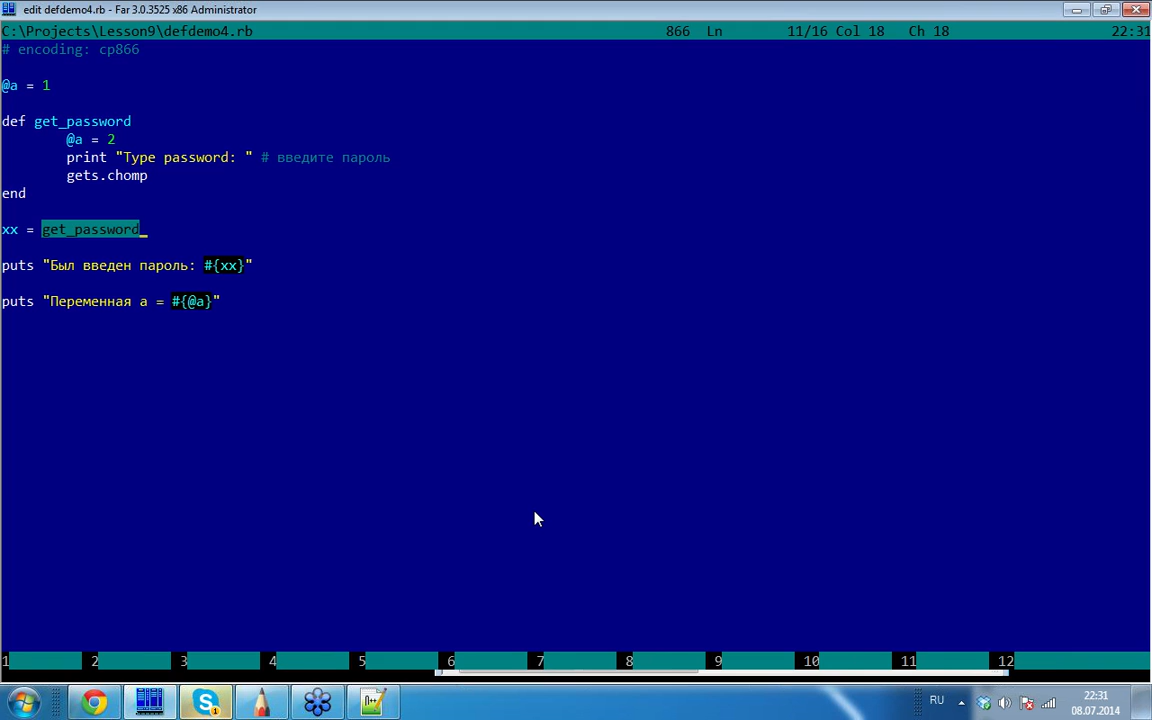 edit defdemo4.rb - Far 3.0.3525 x86 Administrator
C:\Projects\Lesson9\defdemo4.rb 866 Ln 11/16 Col 18 Ch 18 22:31
# encoding: cp866
@a = 1
def get_password
@a = 2
print "Type password: " # введите пароль
gets.chomp
end
xx = get_password
puts "Был введен пароль: #{xx}"
puts "Переменная a = #{@a}"
1 2 3 4 5 6 7 8 9 10 11 12
RU 22:31
08.07.2014